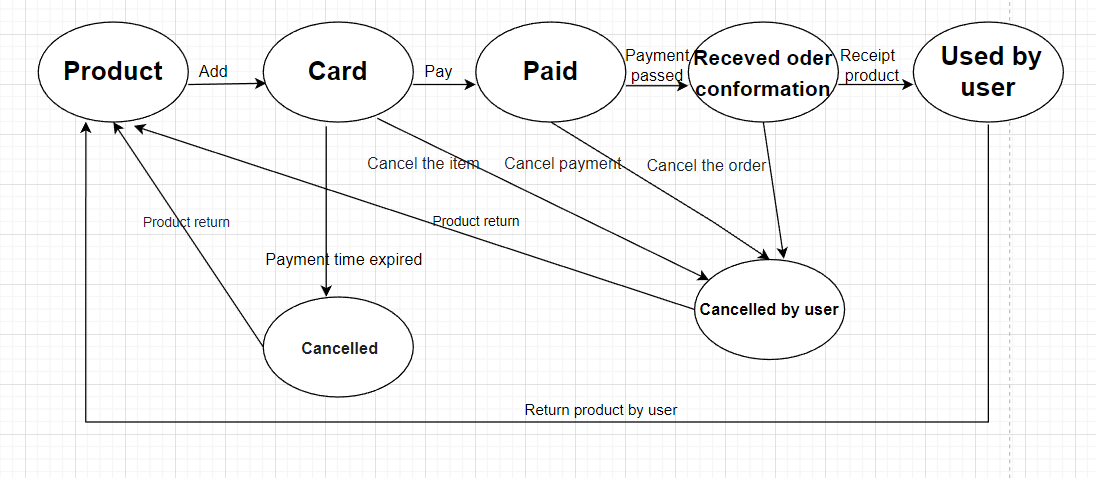 Product
Add
Card
Pay
Paid
Payment
passed
Receved oder
conformation
Receipt
product
Used by
user
Cancel the item
Cancel payment
Cancel the order
Product return
Product return
Payment time expired
Cancelled by user
Cancelled
Return product by user